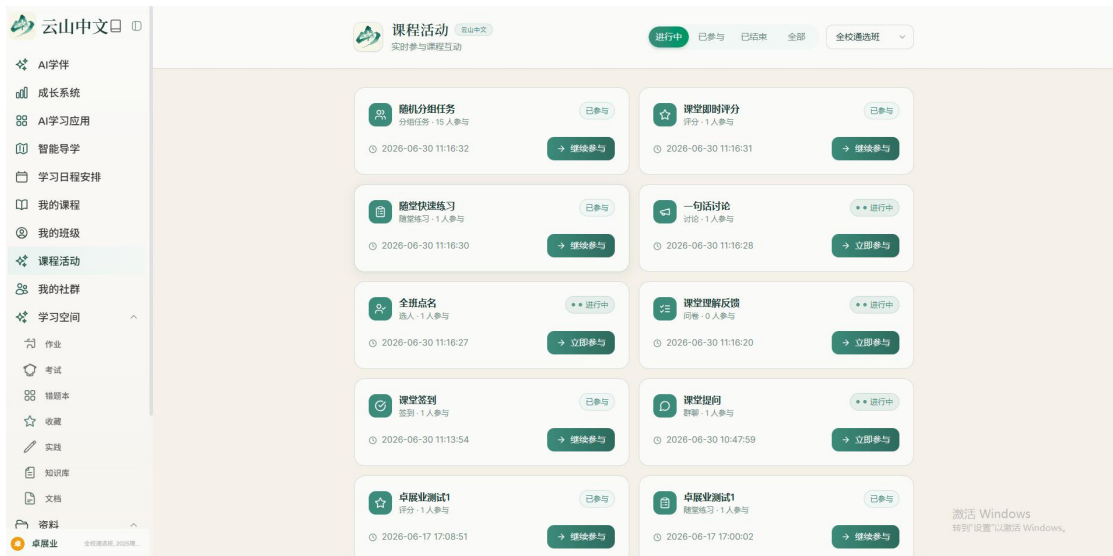 云山中文
AI学伴
成长系统
AI学习应用
智能导学
学习日程安排
我的课程
我的班级
课程活动
我的社群
学习空间
作业
考试
错题本
收藏
实践
知识库
文档
资料
卓展业
全校通选班, 2025春...
课程活动 云山中文
实时参与课程互动
进行中 已参与 已结束 全部 全校通选班
随机分组任务 已参与
分组任务 · 15 人参与
2026-06-30 11:16:32 → 继续参与
课堂即时评分 已参与
评分 · 1 人参与
2026-06-30 11:16:31 → 继续参与
随堂快速练习 已参与
随堂练习 · 1 人参与
2026-06-30 11:16:30 → 继续参与
一句话讨论 进行中
讨论 · 1 人参与
2026-06-30 11:16:28 → 立即参与
全班点名 进行中
选人 · 1 人参与
2026-06-30 11:16:27 → 立即参与
课堂理解反馈 进行中
问卷 · 0 人参与
2026-06-30 11:16:20 → 立即参与
课堂签到 已参与
签到 · 1 人参与
2026-06-30 11:13:54 → 继续参与
课堂提问 进行中
群聊 · 1 人参与
2026-06-30 10:47:59 → 立即参与
卓展业测试1 已参与
评分 · 1 人参与
2026-06-17 17:08:51 → 继续参与
卓展业测试1 已参与
随堂练习 · 1 人参与
2026-06-17 17:00:02 → 继续参与
激活 Windows
转到"设置"以激活 Windows。